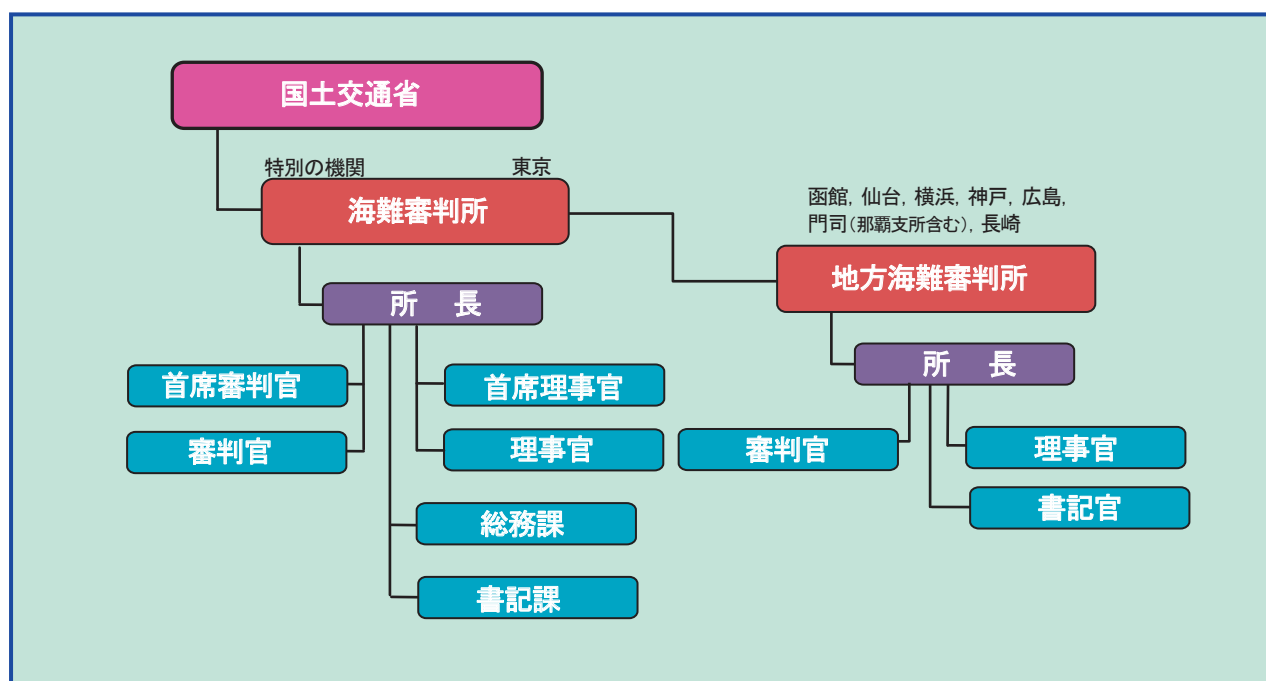 国土交通省
特別の機関
東京
海難審判所
所 長
首席審判官
首席理事官
審判官
理事官
総務課
書記課
函館, 仙台, 横浜, 神戸, 広島,
門司(那覇支所含む), 長崎
地方海難審判所
所 長
審判官
理事官
書記官